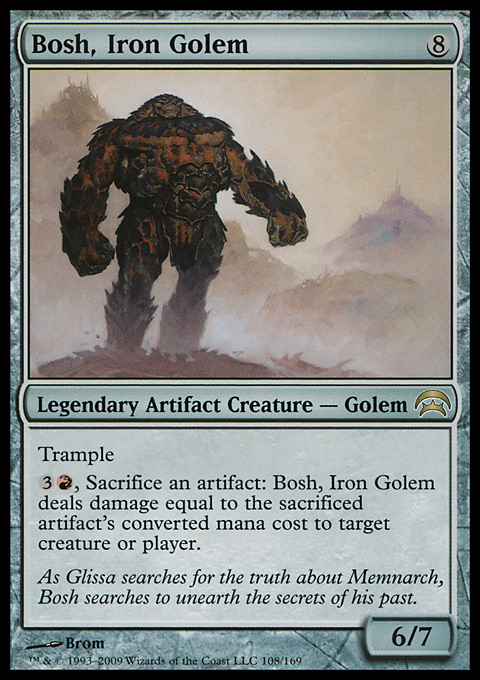 Bosh, Iron Golem 8
Legendary Artifact Creature — Golem
Trample
3, Sacrifice an artifact: Bosh, Iron Golem
deals damage equal to the sacrificed
artifact's converted mana cost to target
creature or player.
As Glissa searches for the truth about Memnarch,
Bosh searches to unearth the secrets of his past.
Brom
6/7
™ & © 1993–2009 Wizards of the Coast LLC 108/169